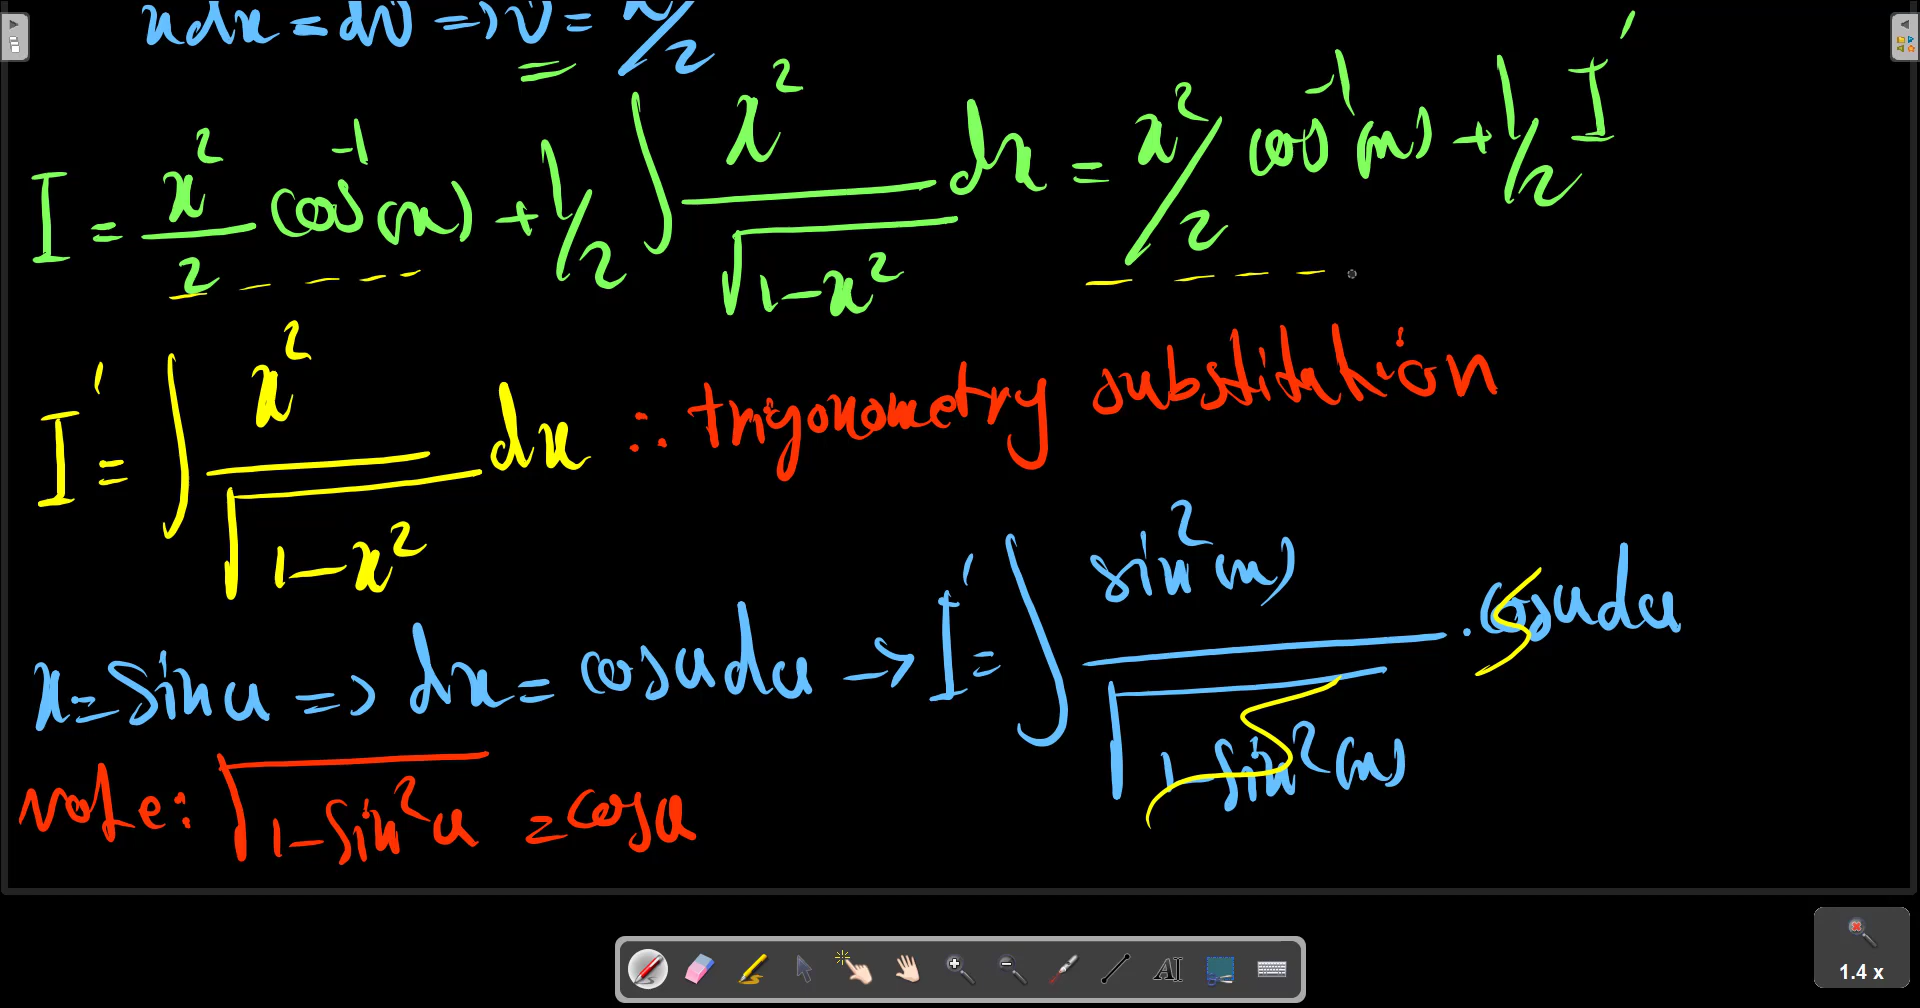 xdx = dv => v = x²/2
I = x²/2 cos⁻¹(x) + 1/2 ∫ x²/√(1-x²) dx = x²/2 cos⁻¹(x) + 1/2 I'
I' = ∫ x²/√(1-x²) dx ∴ trigonometry substitution
x = sin u => dx = cos u du → I' = ∫ sin²(u)/√(1-sin²(u)) . cos u du
note: √(1-sin²u) = cos u
AI
1.4 x